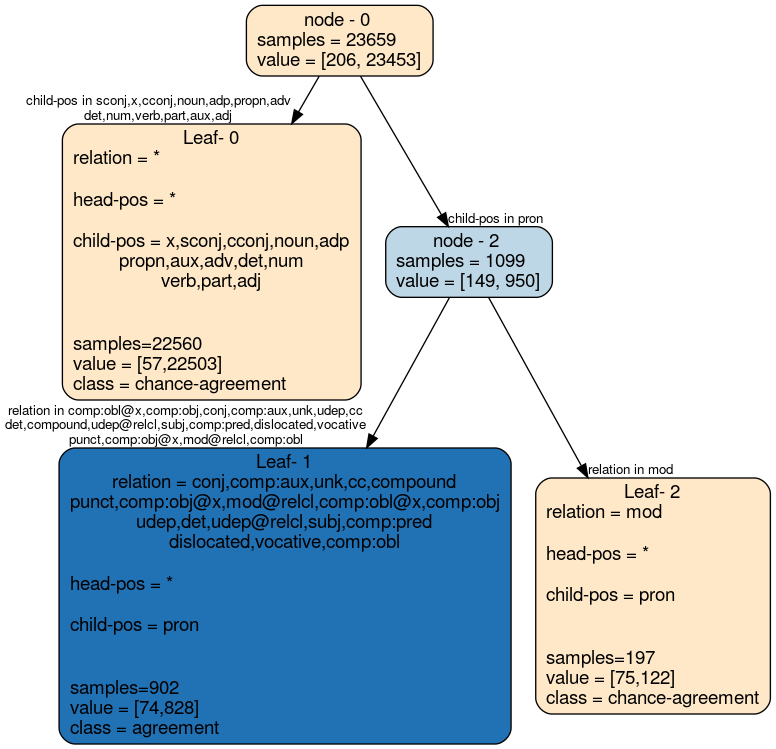 node - 0
samples = 23659
value = [206, 23453]
child-pos in sconj,x,cconj,noun,adp,propn,adv
det,num,verb,part,aux,adj
Leaf- 0
relation = *
head-pos = *
child-pos = x,sconj,cconj,noun,adp
propn,aux,adv,det,num
verb,part,adj
samples=22560
value = [57,22503]
class = chance-agreement
child-pos in pron
node - 2
samples = 1099
value = [149, 950]
relation in comp:obl@x,comp:obj,conj,comp:aux,unk,udep,cc
det,compound,udep@relcl,subj,comp:pred,dislocated,vocative
punct,comp:obj@x,mod@relcl,comp:obl
Leaf- 1
relation = conj,comp:aux,unk,cc,compound
punct,comp:obj@x,mod@relcl,comp:obl@x,comp:obj
udep,det,udep@relcl,subj,comp:pred
dislocated,vocative,comp:obl
head-pos = *
child-pos = pron
samples=902
value = [74,828]
class = agreement
relation in mod
Leaf- 2
relation = mod
head-pos = *
child-pos = pron
samples=197
value = [75,122]
class = chance-agreement